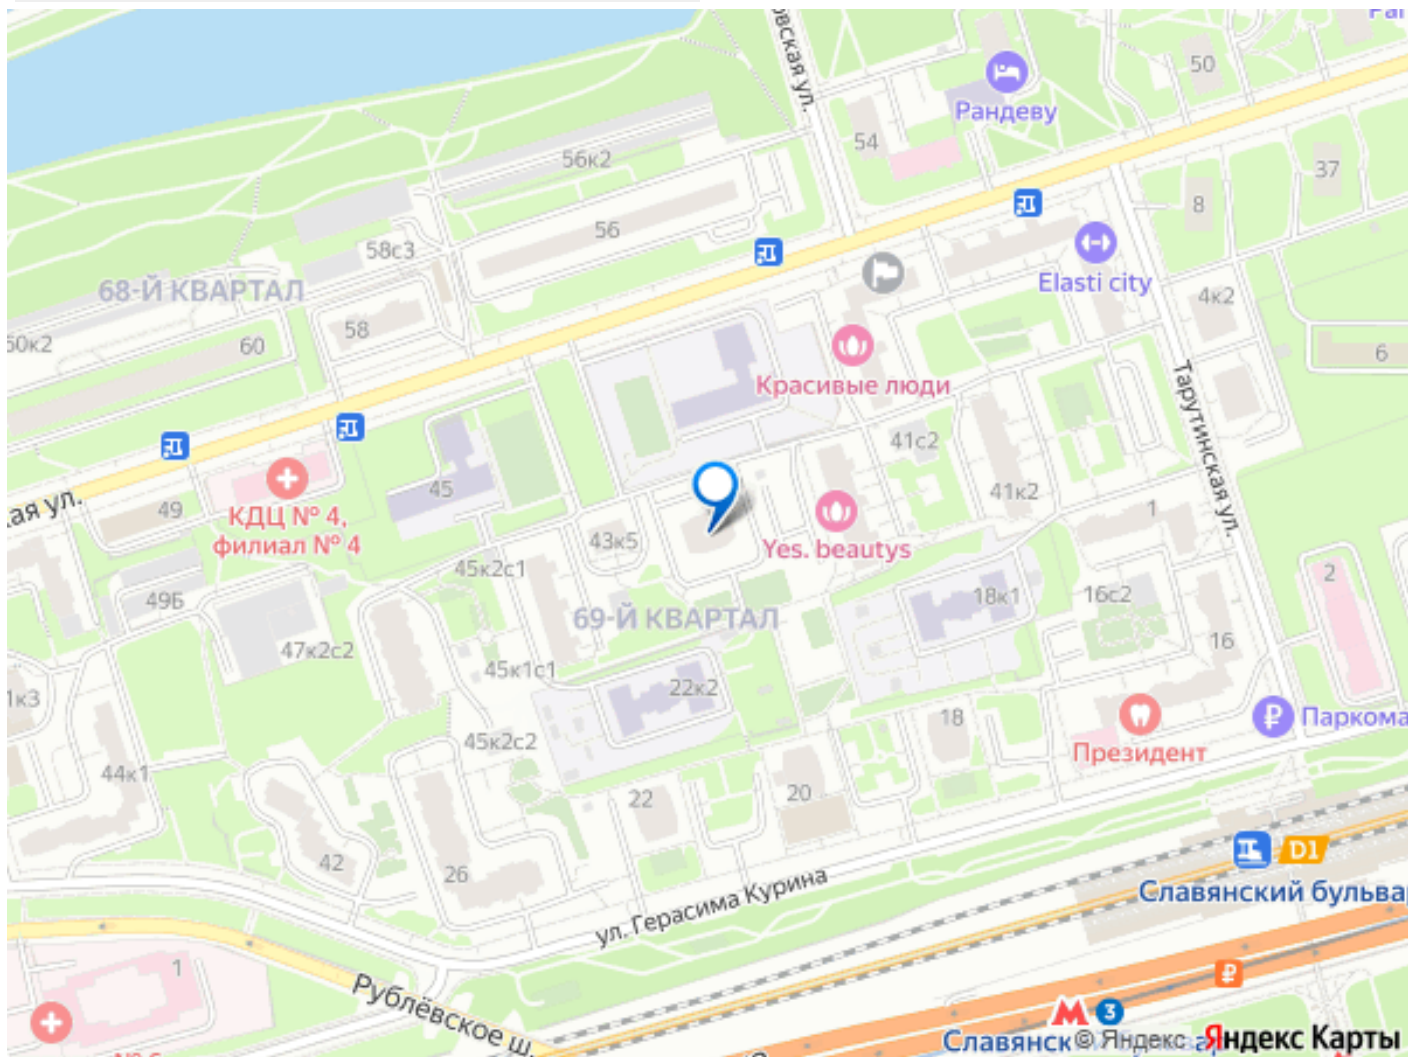 50
Рандеву
54
овская ул.
37
56к2
8
56
58с3
Elasti city
68-Й КВАРТАЛ
4к2
58
60к2
60
6
Красивые люди
Тарутинская ул.
41с2
45
41к2
49
ая ул.
КДЦ № 4,
филиал № 4
1
43к5
Yes. beautys
45к2с1
2
49Б
18к1
16с2
69-Й КВАРТАЛ
47к2с2
16
45к1с1
22к2
1к3
18
Паркома
45к2с2
Президент
44к1
22
20
42
26
D1
Славянский бульвар
ул. Герасима Курина
1
Рублёвское ш.
3
Славянск
© Яндекс
Яндекс Карты